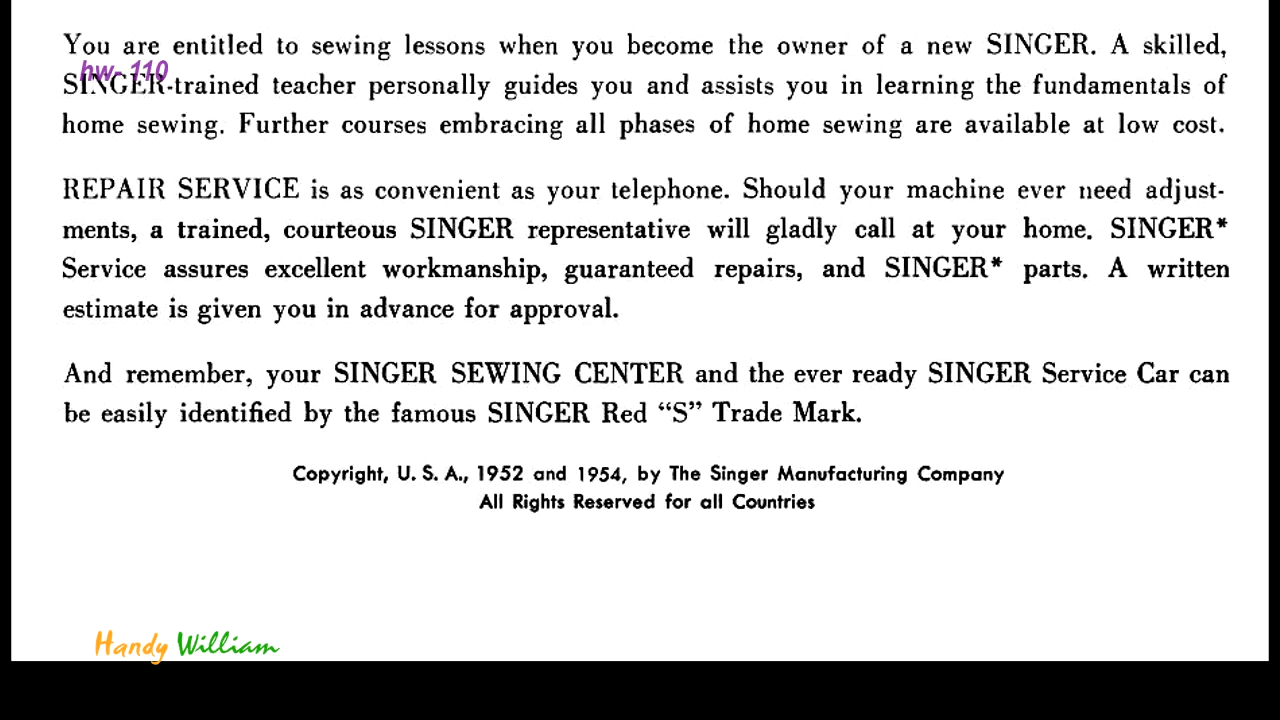 You are entitled to sewing lessons when you become the owner of a new SINGER. A skilled,
hw- 110
SINGER-trained teacher personally guides you and assists you in learning the fundamentals of
home sewing. Further courses embracing all phases of home sewing are available at low cost.
REPAIR SERVICE is as convenient as your telephone. Should your machine ever need adjust-
ments, a trained, courteous SINGER representative will gladly call at your home. SINGER*
Service assures excellent workmanship, guaranteed repairs, and SINGER* parts. A written
estimate is given you in advance for approval.
And remember, your SINGER SEWING CENTER and the ever ready SINGER Service Car can
be easily identified by the famous SINGER Red “S” Trade Mark.
Copyright, U. S. A., 1952 and 1954, by The Singer Manufacturing Company
All Rights Reserved for all Countries
Handy William